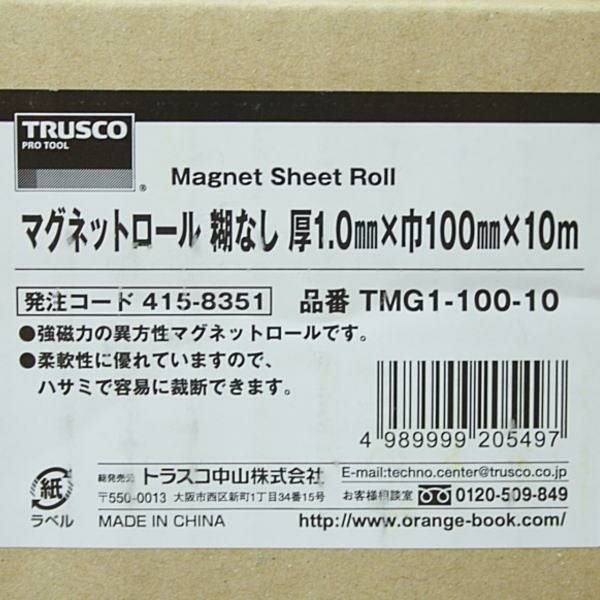 TRUSCO
PRO TOOL
®
Magnet Sheet Roll
マグネットロール 糊なし 厚1.0mm×巾100mm×10m
発注コード 415-8351 品番 TMG1-100-10
●強磁力の異方性マグネットロールです。
●柔軟性に優れていますので、
ハサミで容易に裁断できます。
4 989999 205497
紙
ラベル
総発売元 トラスコ中山株式会社
〒550-0013 大阪市西区新町1丁目34番15号
MADE IN CHINA
E-mail:techno.center@trusco.co.jp
お客様相談室 0120-509-849
http://www.orange-book.com/